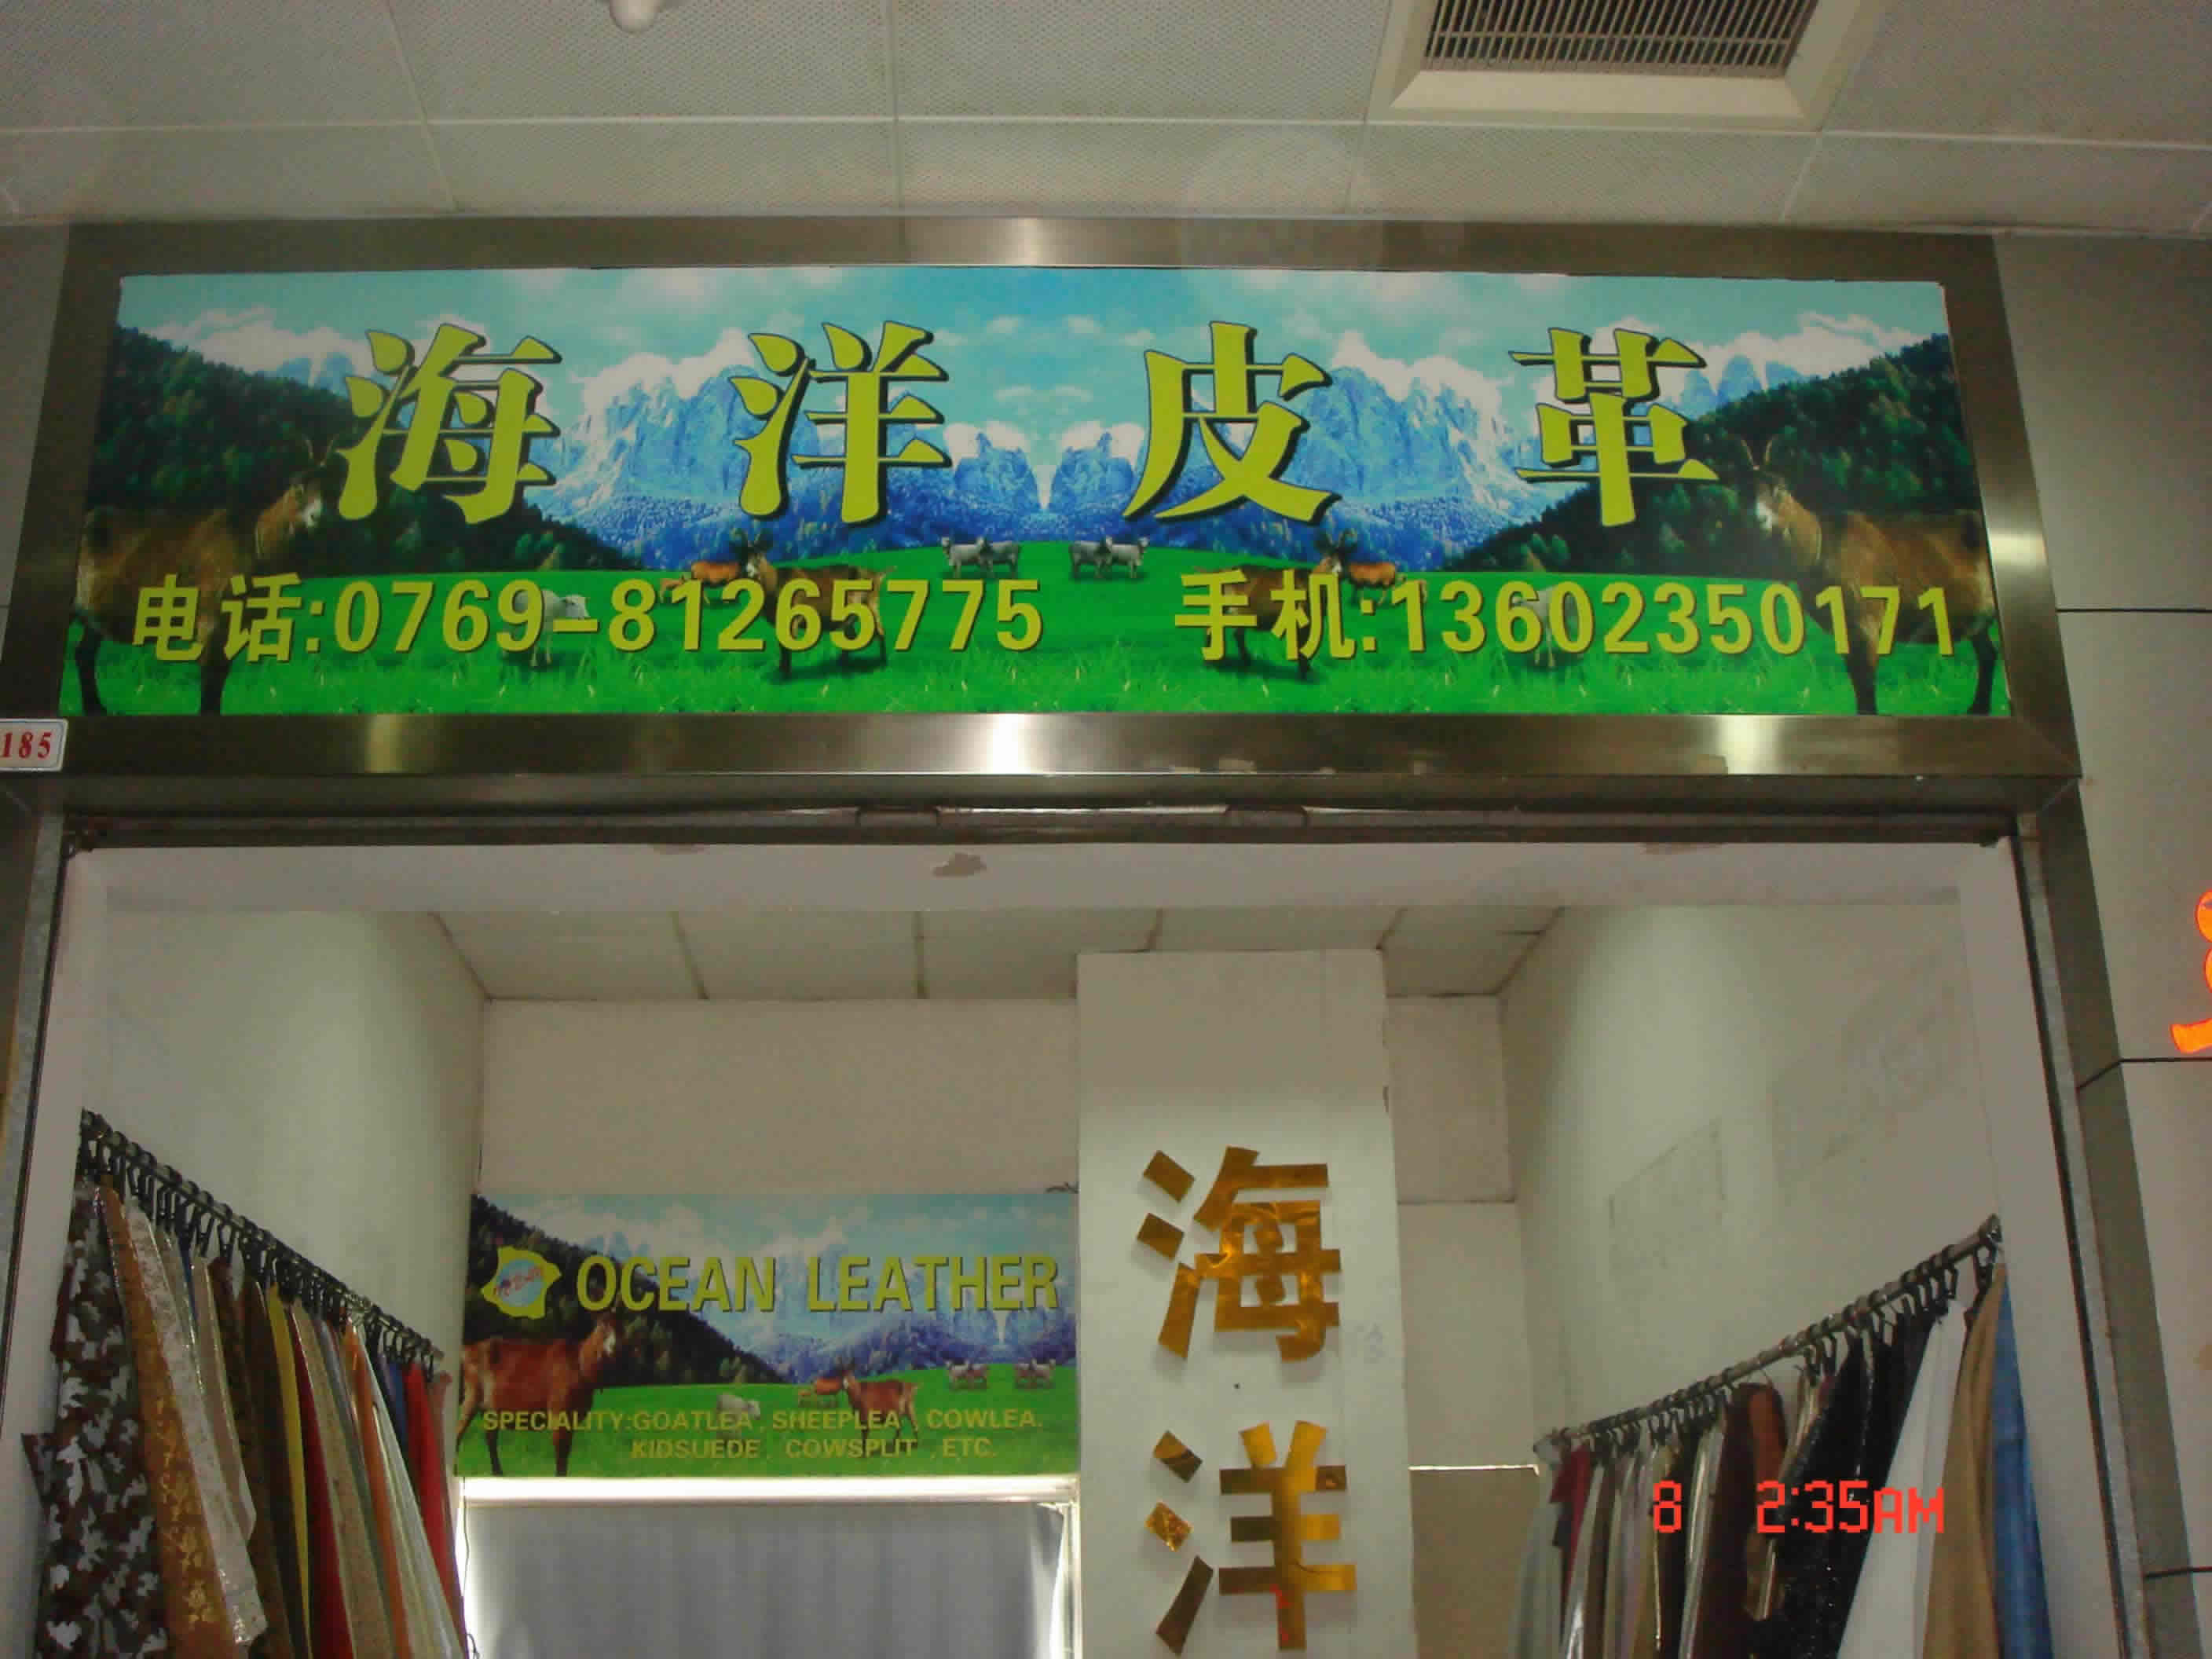 海洋皮革
电话:0769-81265775 手机:13602350171
185
OCEAN LEATHER
SPECIALITY:GOATLEA , SHEEPLEA , COWLEA.
KIDSUEDE , COWSPLIT , ETC.
海
洋
8 2:35AM